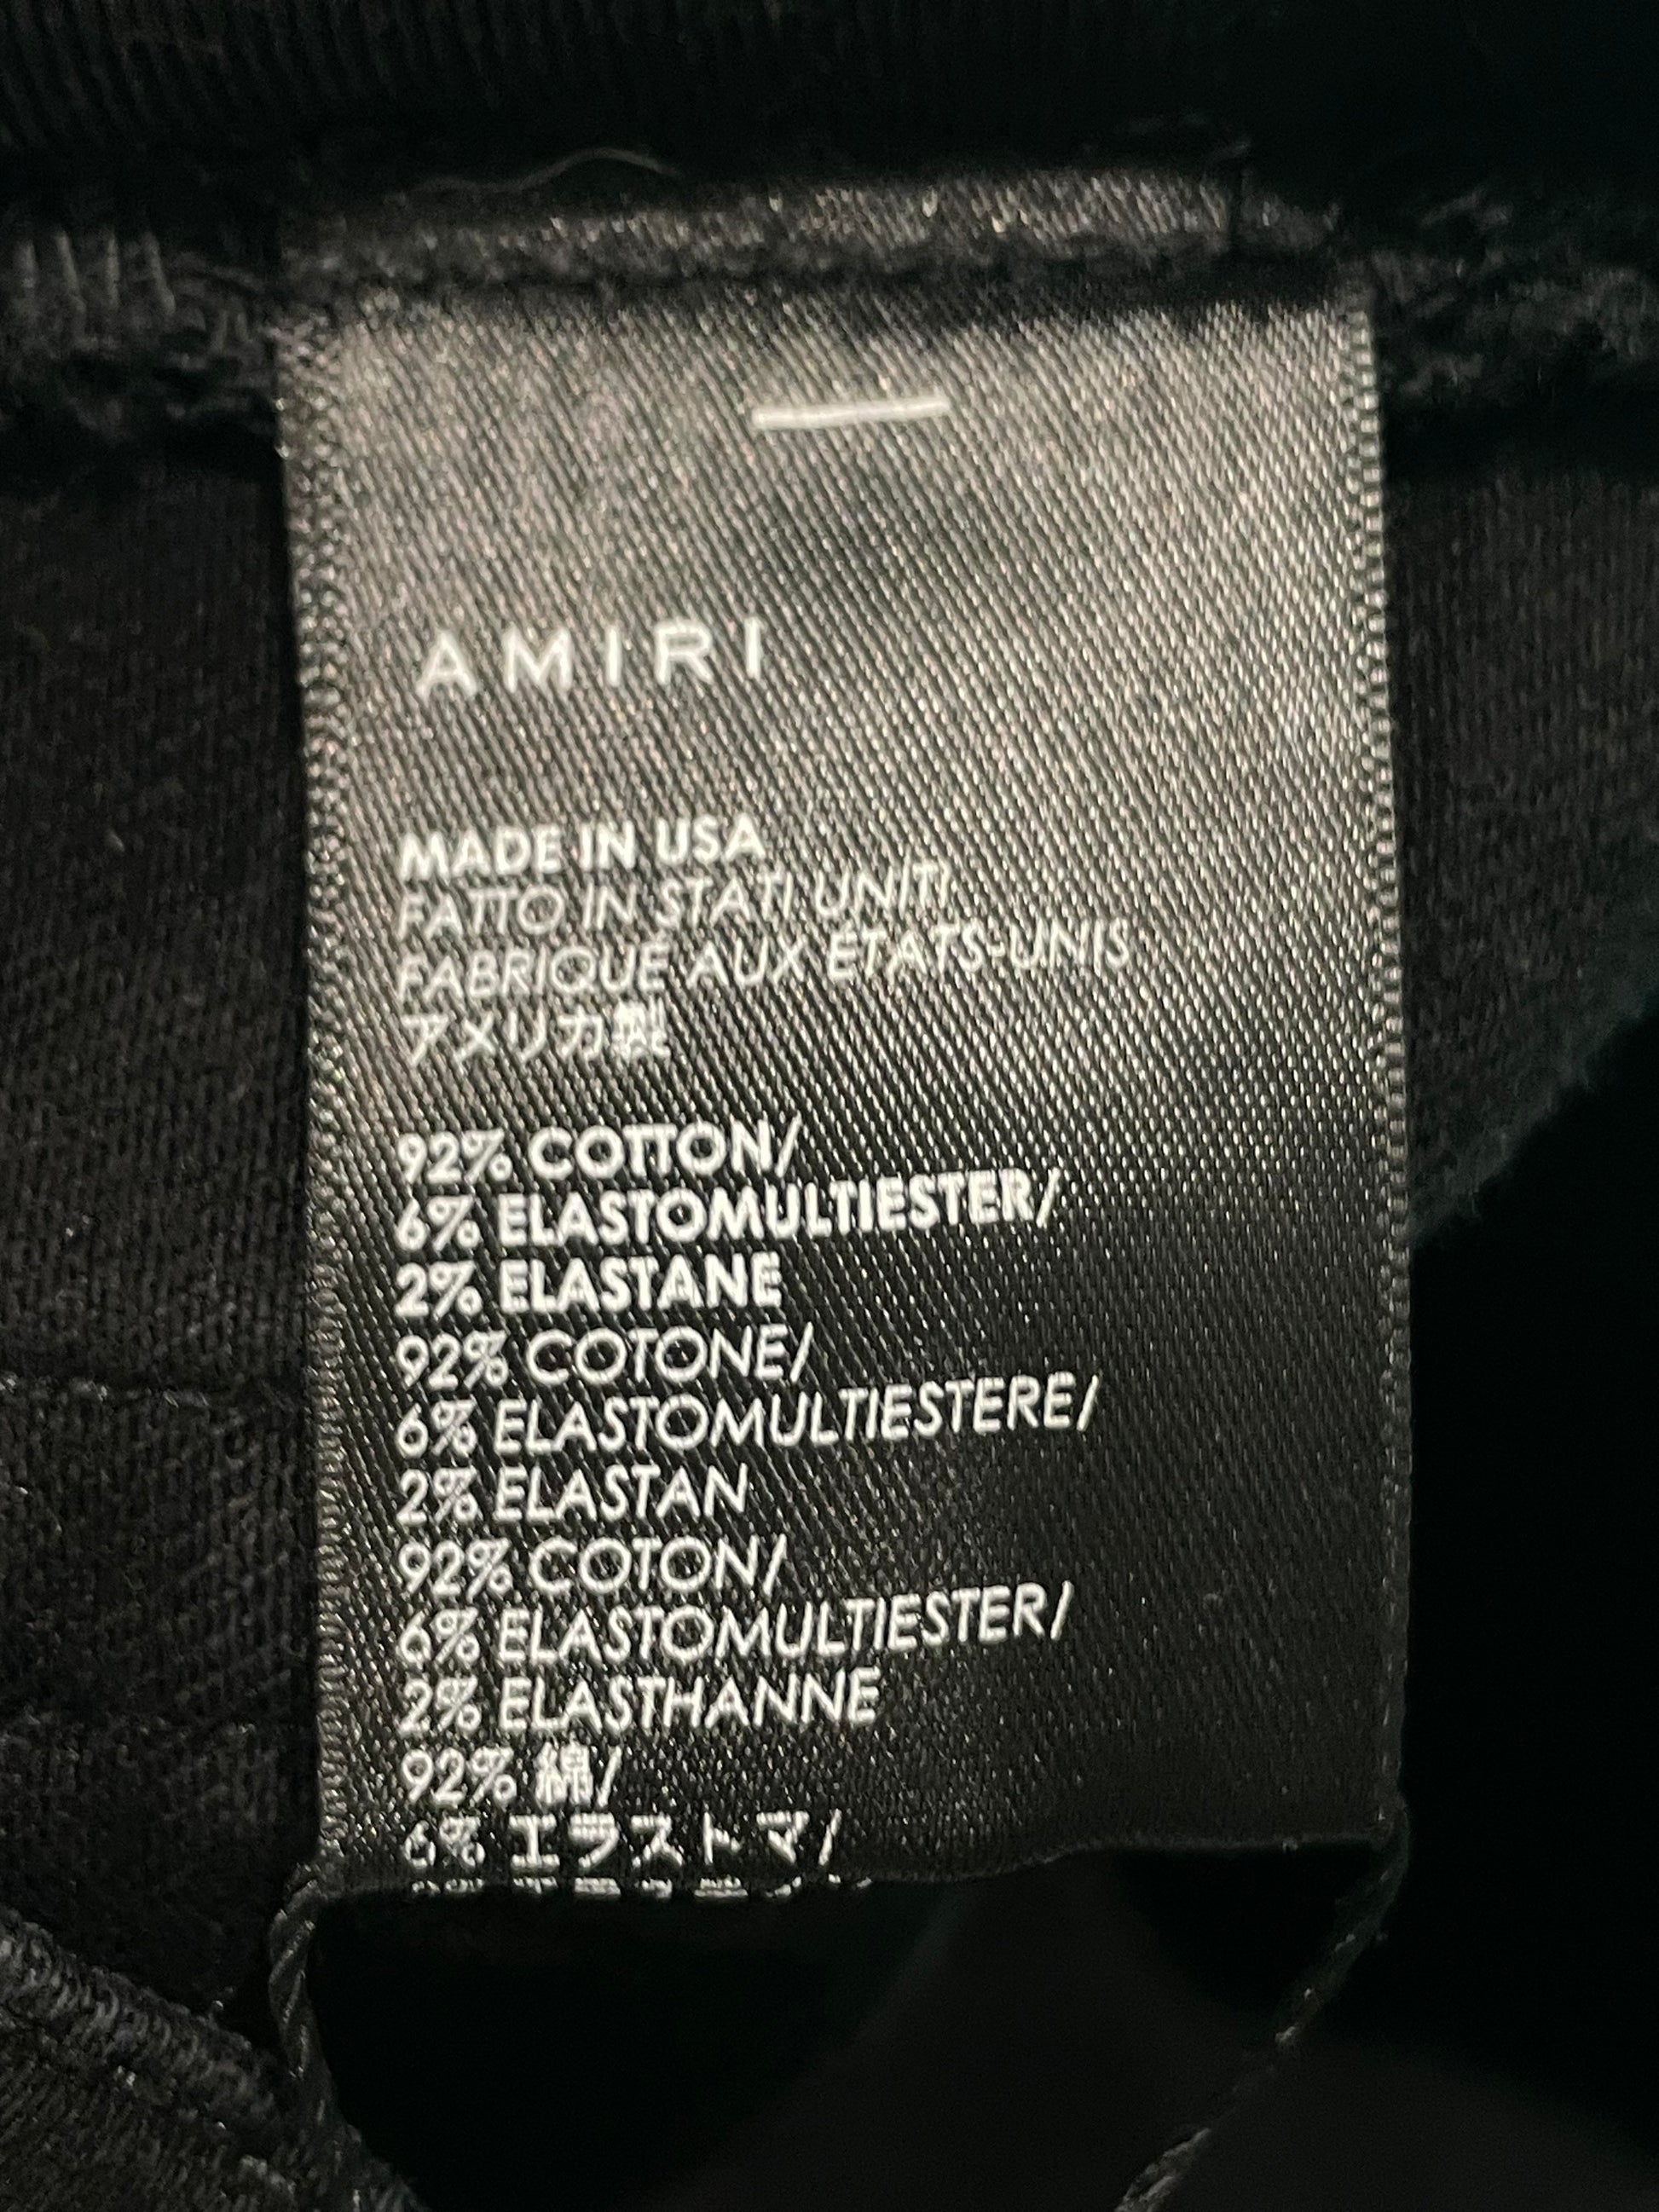 AMIRI
MADE IN USA
FATTO IN STATI UNITI
FABRIQUÉ AUX ÉTATS-UNIS
アメリカ製
92% COTTON/
6% ELASTOMULTIESTER/
2% ELASTANE
92% COTONE/
6% ELASTOMULTIESTERE/
2% ELASTAN
92% COTON/
6% ELASTOMULTIESTER/
2% ELASTHANNE
92% 綿/
6% エラストマ/